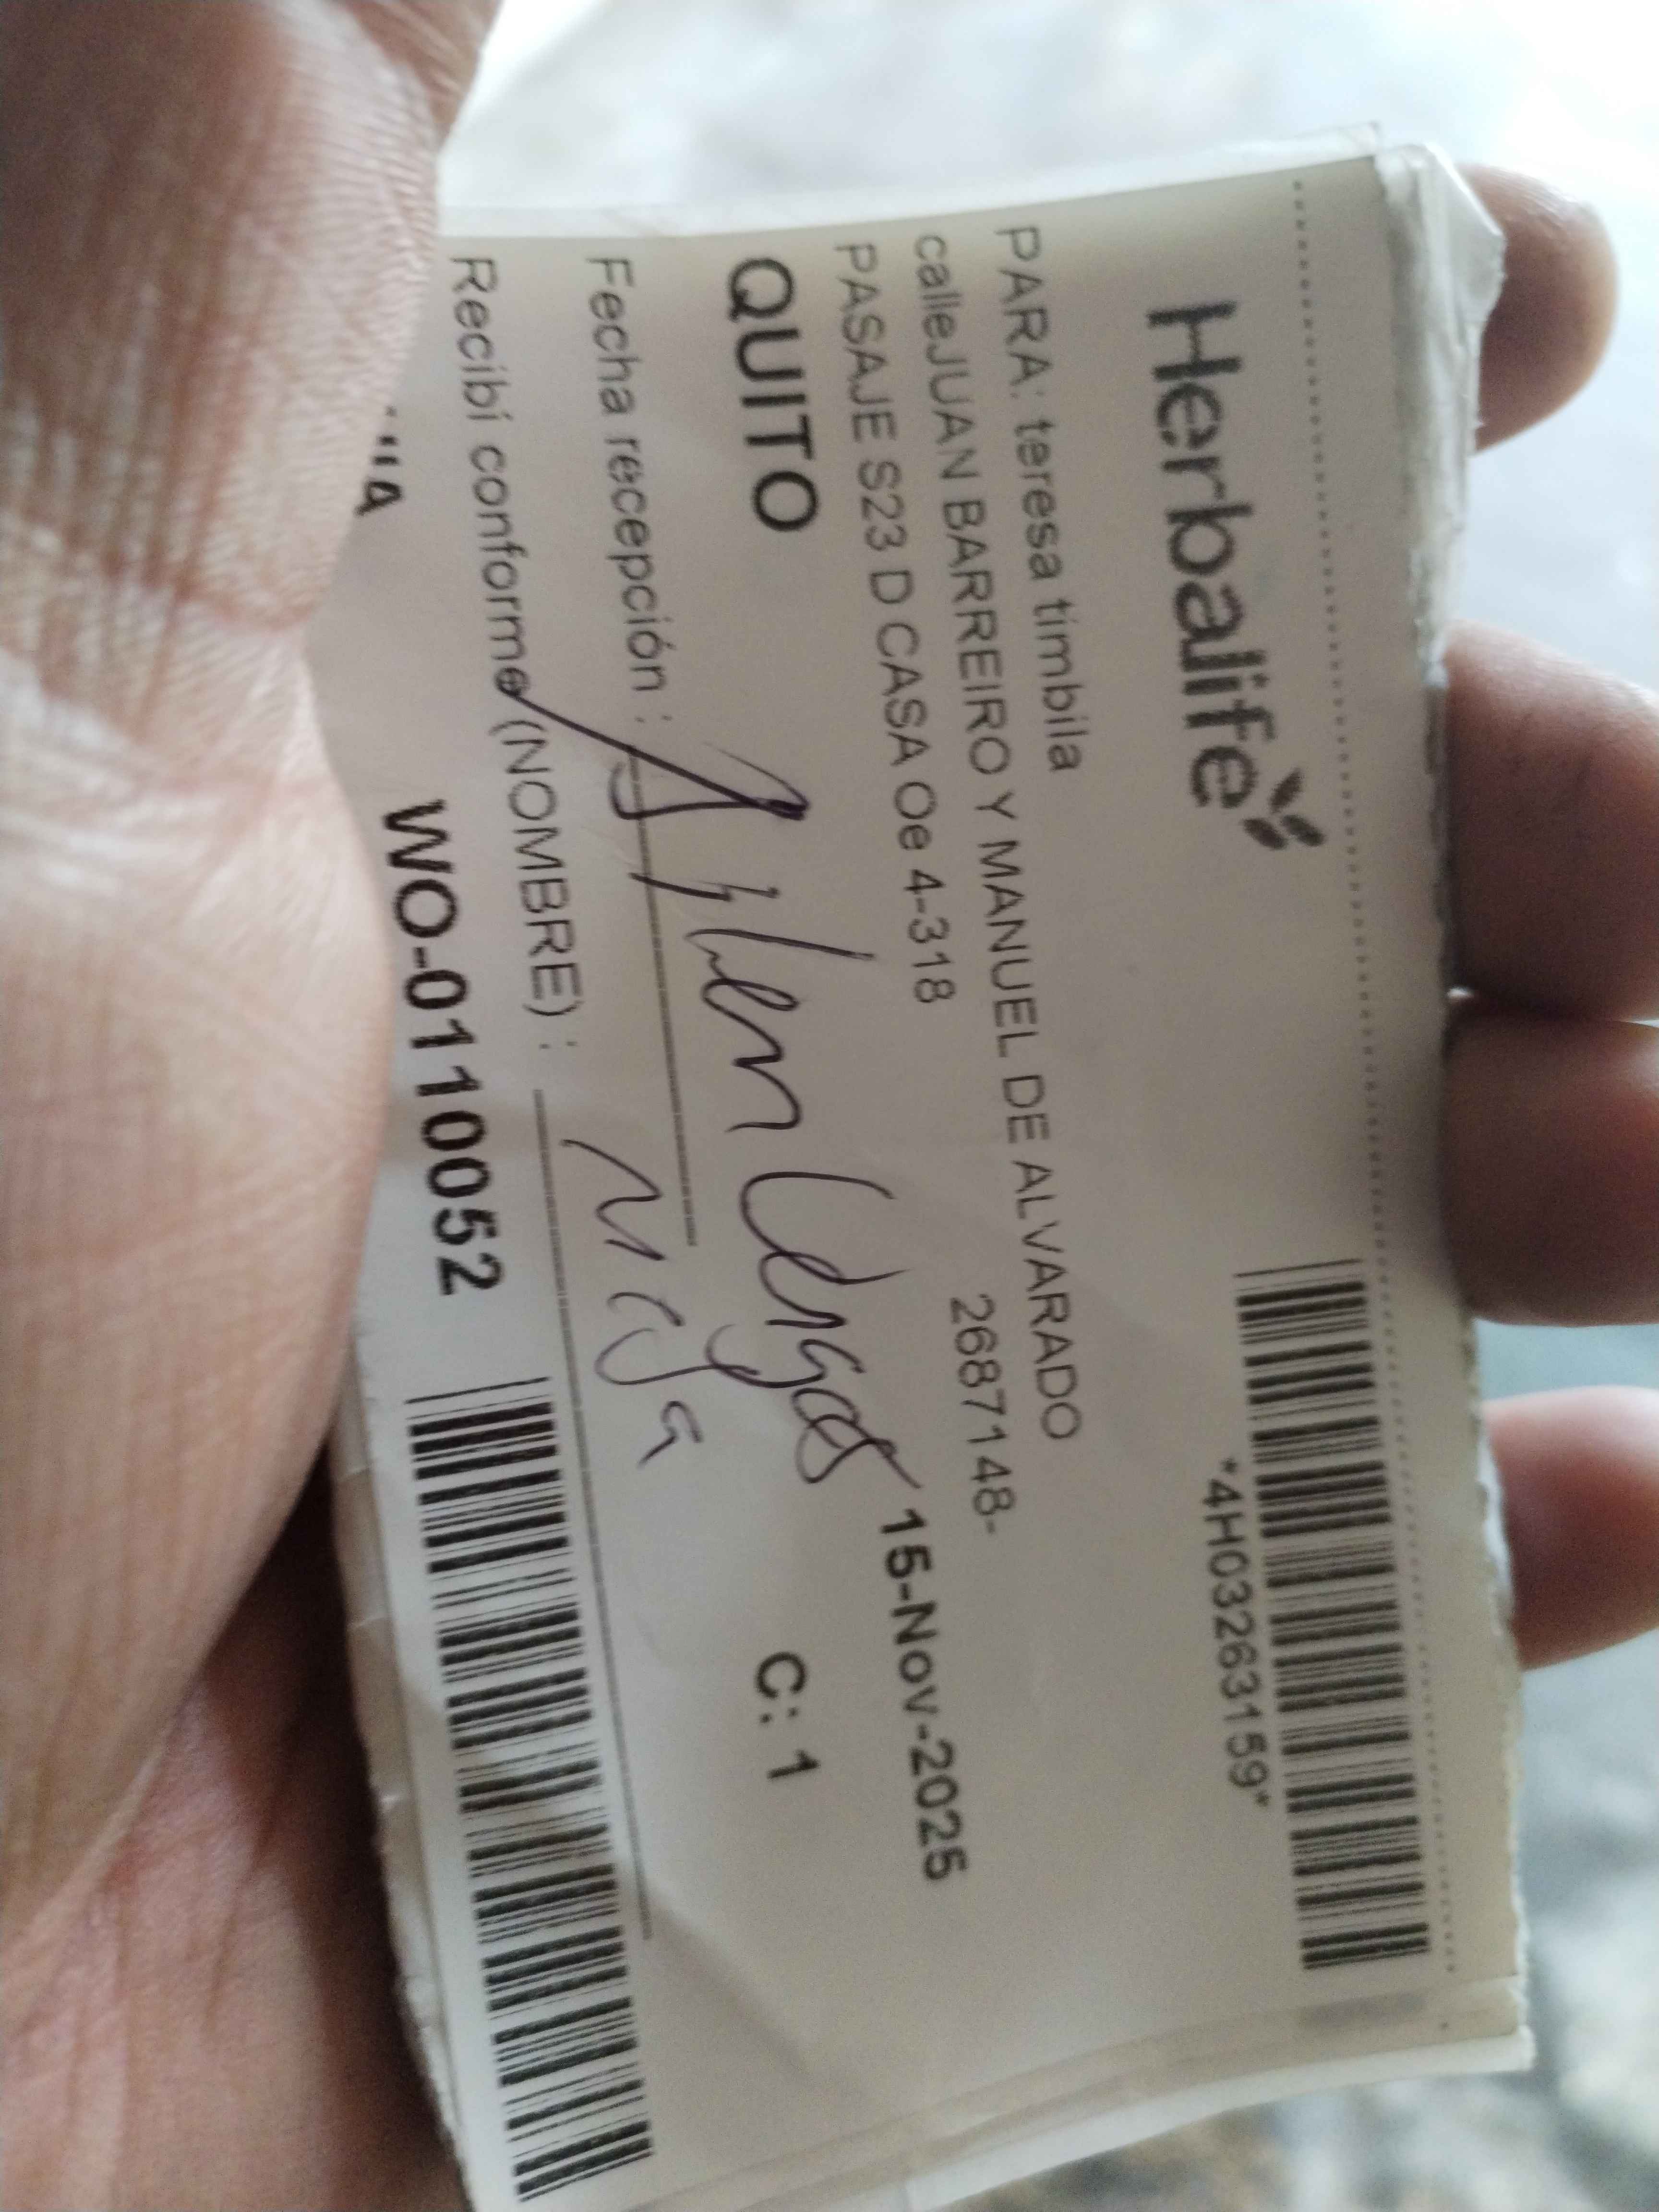 Herbalife
*4H03263159*
PARA: teresa timbila
calleJUAN BARREIRO Y MANUEL DE ALVARADO
PASAJE S23 D CASA Oe 4-318 2687148-
QUITO 15-Nov-2025
C: 1
Fecha recepción :
Recibí conforme (NOMBRE) :
WO-0110052